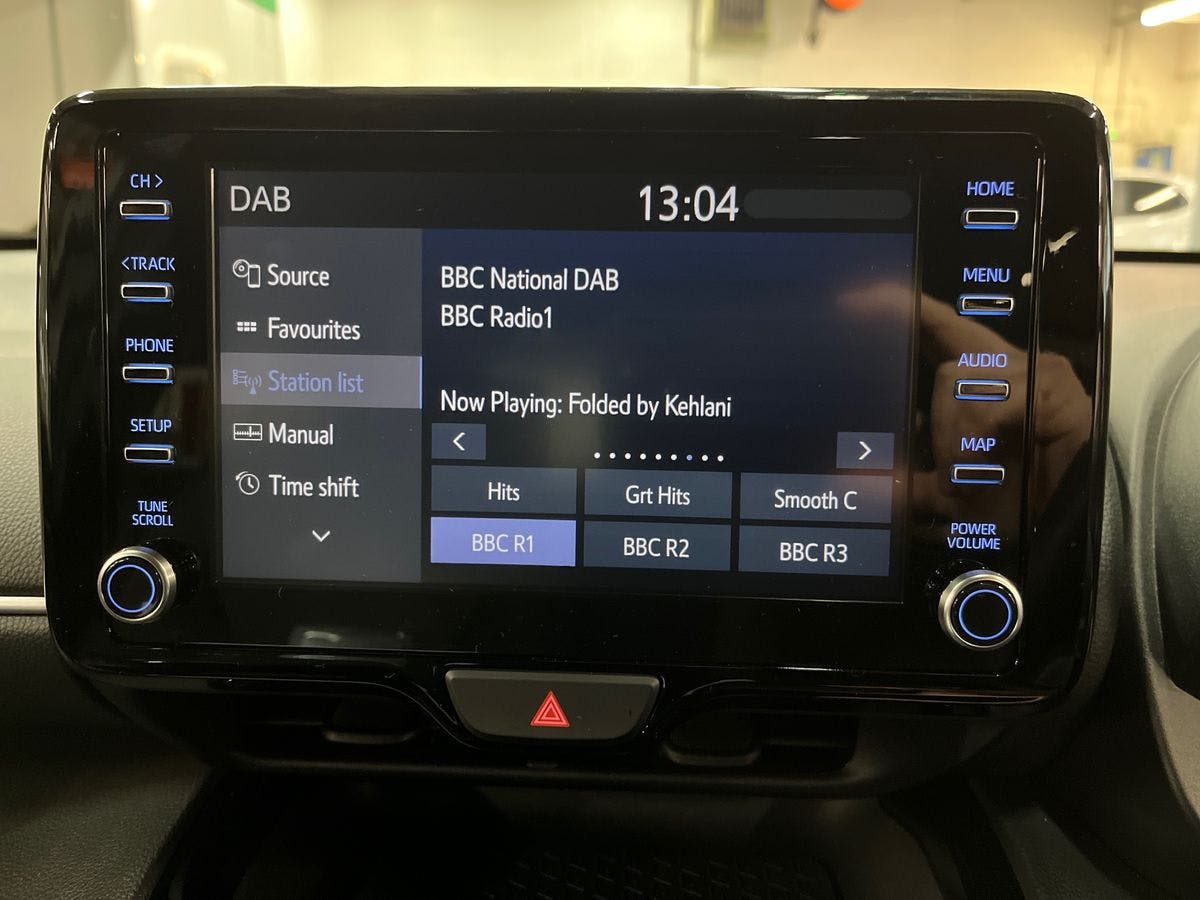 CH >
< TRACK
PHONE
SETUP
TUNE
SCROLL
DAB
13:04
Source
Favourites
Station list
Manual
Time shift
BBC National DAB
BBC Radio1
Now Playing: Folded by Kehlani
<
>
Hits
Grt Hits
Smooth C
BBC R1
BBC R2
BBC R3
HOME
MENU
AUDIO
MAP
POWER
VOLUME